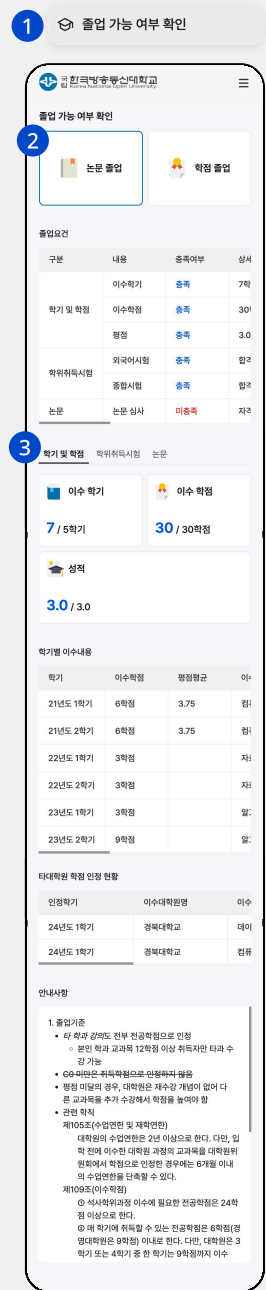 1 졸업 가능 여부 확인
국립 한국방송통신대학교
Korea National Open University
졸업 가능 여부 확인
2
논문 졸업 학점 졸업
졸업요건
구분 내용 충족여부 상세
이수학기 충족 7학
학기 및 학점 이수학점 충족 30
평점 충족 3.0
외국어시험 충족 합격
학위취득시험
종합시험 충족 합격
논문 논문 심사 미충족 자격
3 학기 및 학점 학위취득시험 논문
이수 학기 이수 학점
7 / 5학기 30 / 30학점
성적
3.0 / 3.0
학기별 이수내용
학기 이수학점 평점평균 이수
21년도 1학기 6학점 3.75 컴퓨
21년도 2학기 6학점 3.75 컴퓨
22년도 1학기 3학점 자료
22년도 2학기 3학점 자료
23년도 1학기 3학점 알고
23년도 2학기 9학점 알고
타대학원 학점 인정 현황
인정학기 이수대학원명 이수
24년도 1학기 경북대학교 데이
24년도 1학기 경북대학교 컴퓨
안내사항
1. 졸업기준
• 타 학과 강의도 전부 전공학점으로 인정
○ 본인 학과 교과목 12학점 이상 취득자만 타과 수
강 가능
• C0 미만은 취득학점으로 인정하지 않음
• 평점 미달의 경우, 대학원은 재수강 개념이 없어 다
른 교과목을 추가 수강해서 학점을 높여야 함
• 관련 학칙
제105조(수업연한 및 재학연한)
대학원의 수업연한은 2년 이상으로 한다. 다만, 입
학 전에 이수한 대학원 과정의 교과목을 대학원위
원회에서 학점으로 인정한 경우에는 6개월 이내
의 수업연한을 단축할 수 있다.
제109조(이수학점)
① 석사학위과정 이수에 필요한 전공학점은 24학
점 이상으로 한다.
② 매 학기에 취득할 수 있는 전공학점은 6학점(경
영대학원은 9학점) 이내로 한다. 다만, 대학원은 3
학기 또는 4학기 중 한 학기는 9학점까지 이수